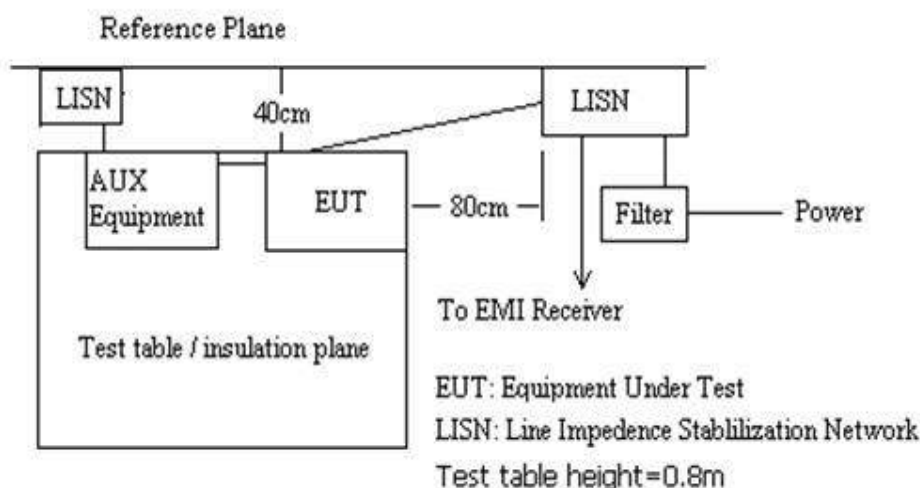 Reference Plane
LISN
40cm
LISN
AUX
Equipment
EUT
80cm
Filter
Power
To EMI Receiver
Test table / insulation plane
EUT: Equipment Under Test
LISN: Line Impedence Stablilization Network
Test table height=0.8m